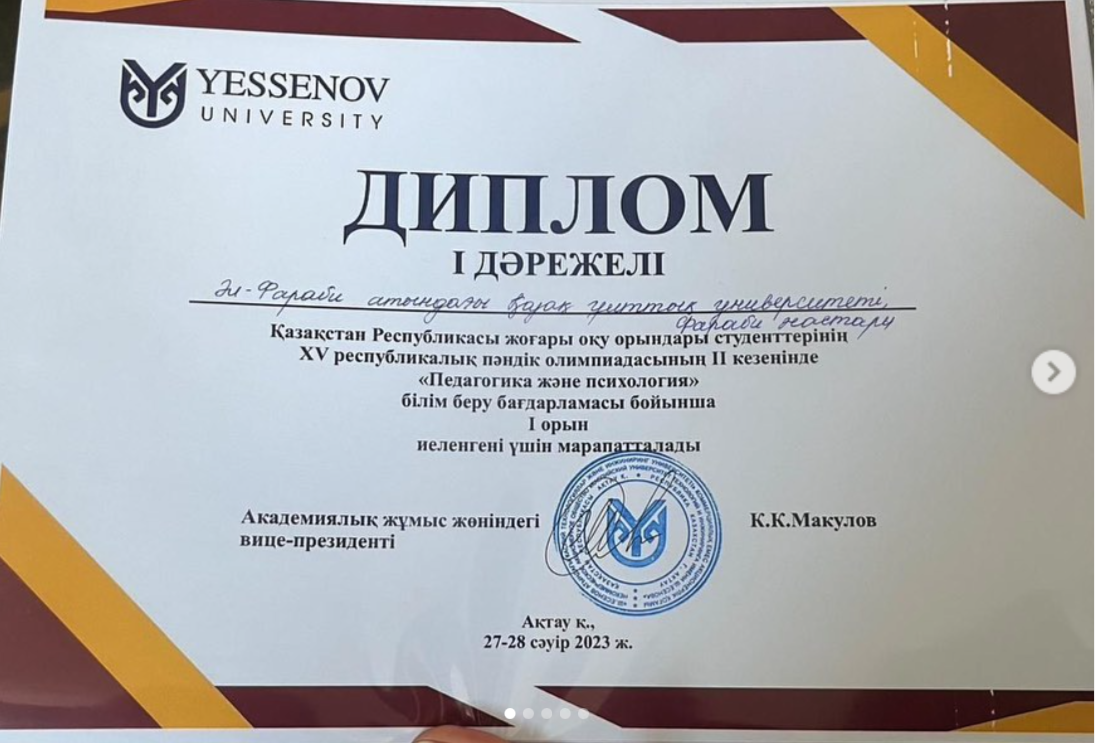 YESSENOV
UNIVERSITY
ДИПЛОМ
І ДӘРЕЖЕЛІ
Әл-Фараби атындағы қазақ ұлттық университеті,
Фараби жастары
Қазақстан Республикасы жоғары оқу орындары студенттерінің
XV республикалық пәндік олимпиадасының II кезеңінде
«Педагогика және психология»
білім беру бағдарламасы бойынша
І орын
иеленгені үшін марапатталады
Академиялық жұмыс жөніндегі
вице-президенті
К.К.Макулов
Ақтау қ.,
27-28 сәуір 2023 ж.